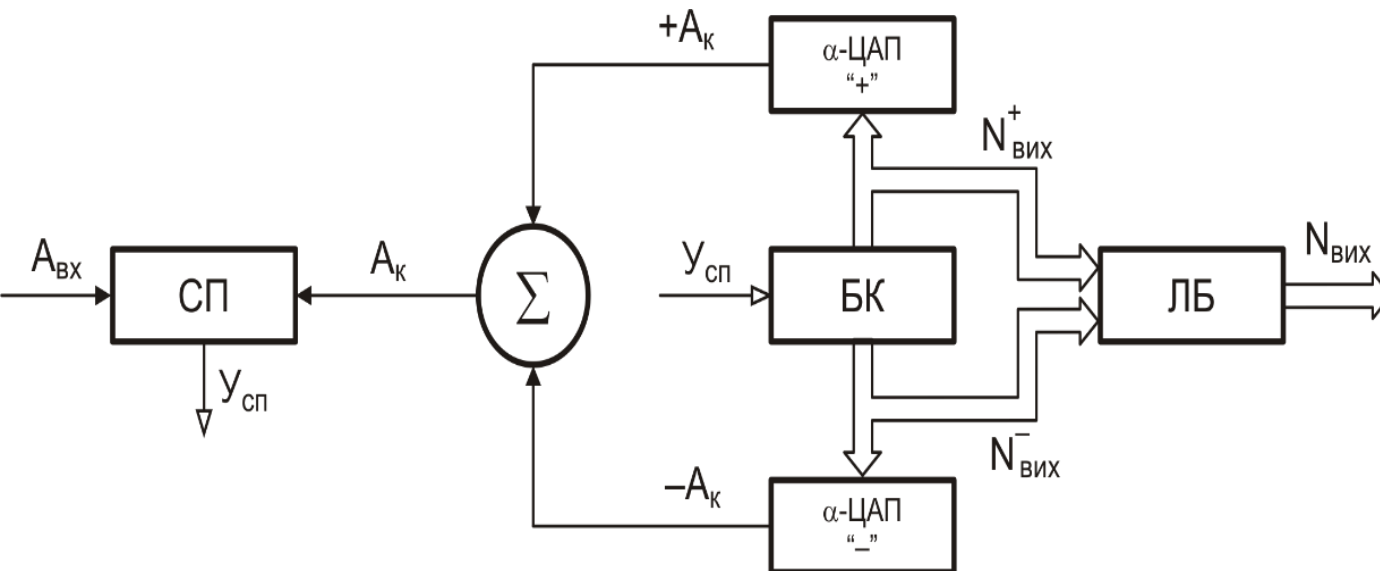 +Aк
α-ЦАП
“+”
N⁺вих
Aвх
СП
Aк
Σ
Усп
БК
ЛБ
Nвих
Усп
N⁻вих
–Aк
α-ЦАП
“–”